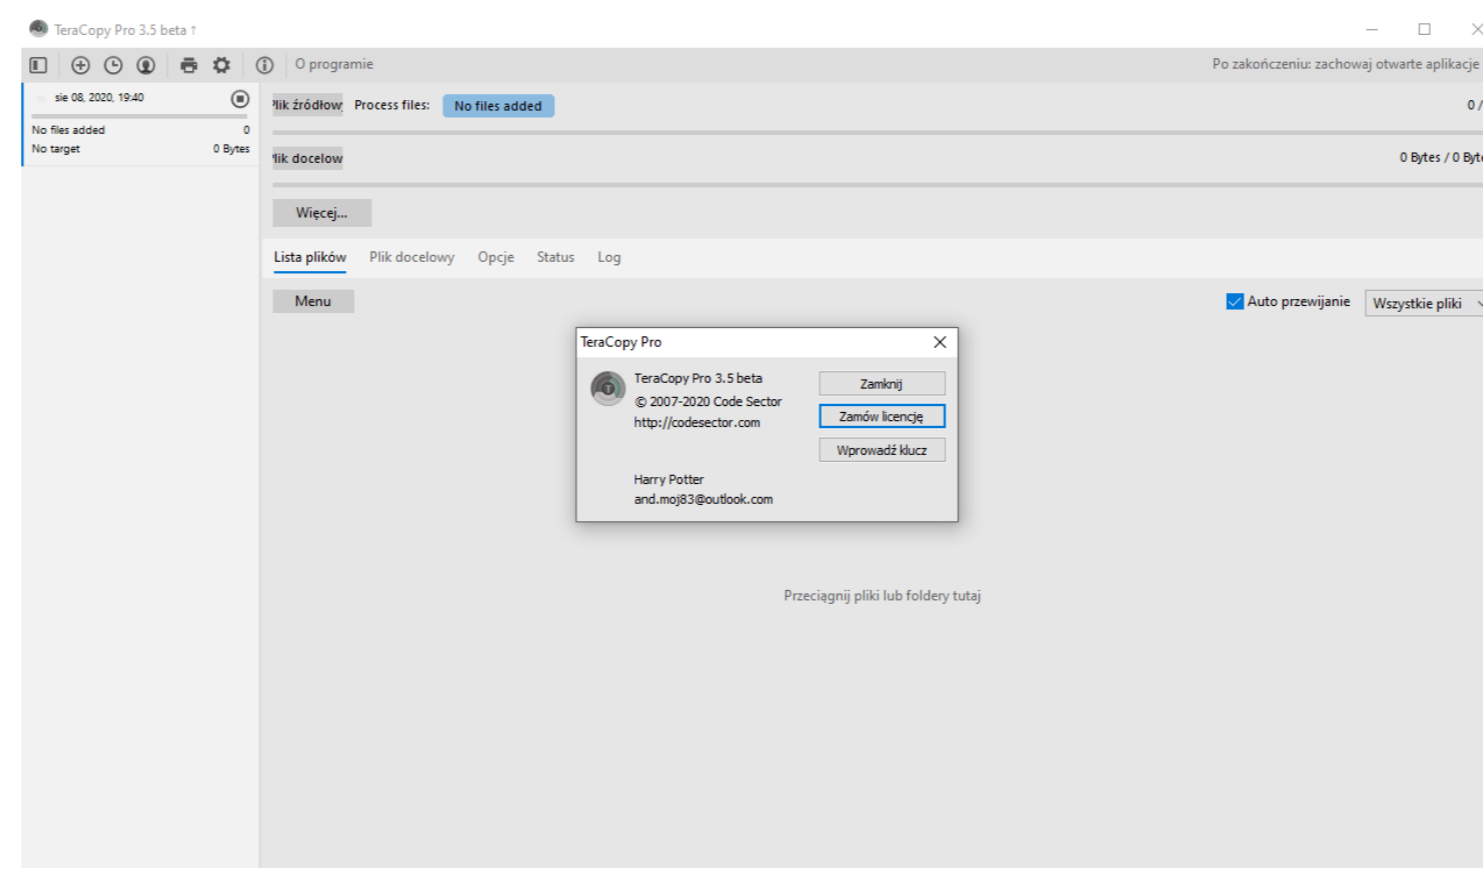 TeraCopy Pro 3.5 beta ↑
O programie
Po zakończeniu: zachowaj otwarte aplikacje
sie 08, 2020, 19:40
No files added 0
No target 0 Bytes
Plik źródłowy Process files: No files added 0 /
Plik docelow 0 Bytes / 0 Byte
Więcej...
Lista plików Plik docelowy Opcje Status Log
Menu
Auto przewijanie Wszystkie pliki
TeraCopy Pro
TeraCopy Pro 3.5 beta
© 2007-2020 Code Sector
http://codesector.com
Zamknij
Zamów licencję
Wprowadź klucz
Harry Potter
and.moj83@outlook.com
Przeciągnij pliki lub foldery tutaj